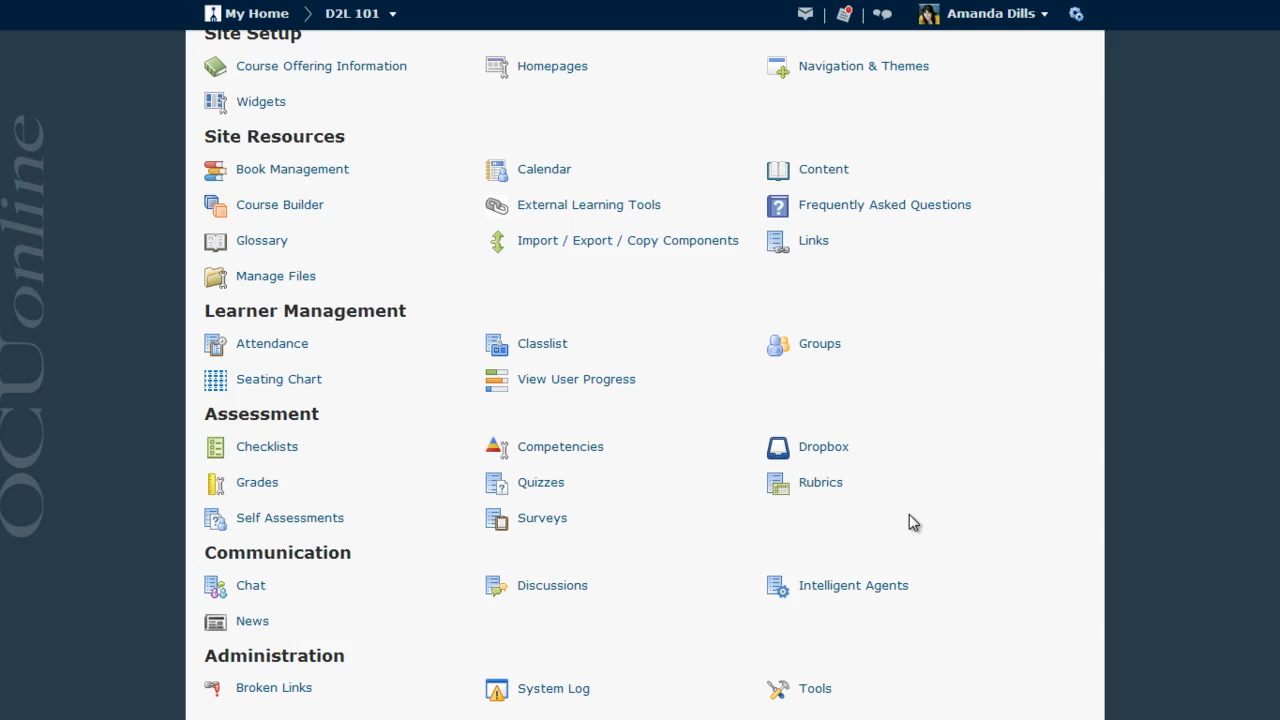 My Home D2L 101 Amanda Dills
Site Setup
Course Offering Information Homepages Navigation & Themes
Widgets
Site Resources
Book Management Calendar Content
Course Builder External Learning Tools Frequently Asked Questions
Glossary Import / Export / Copy Components Links
Manage Files
Learner Management
Attendance Classlist Groups
Seating Chart View User Progress
Assessment
Checklists Competencies Dropbox
Grades Quizzes Rubrics
Self Assessments Surveys
Communication
Chat Discussions Intelligent Agents
News
Administration
Broken Links System Log Tools
OCUonline